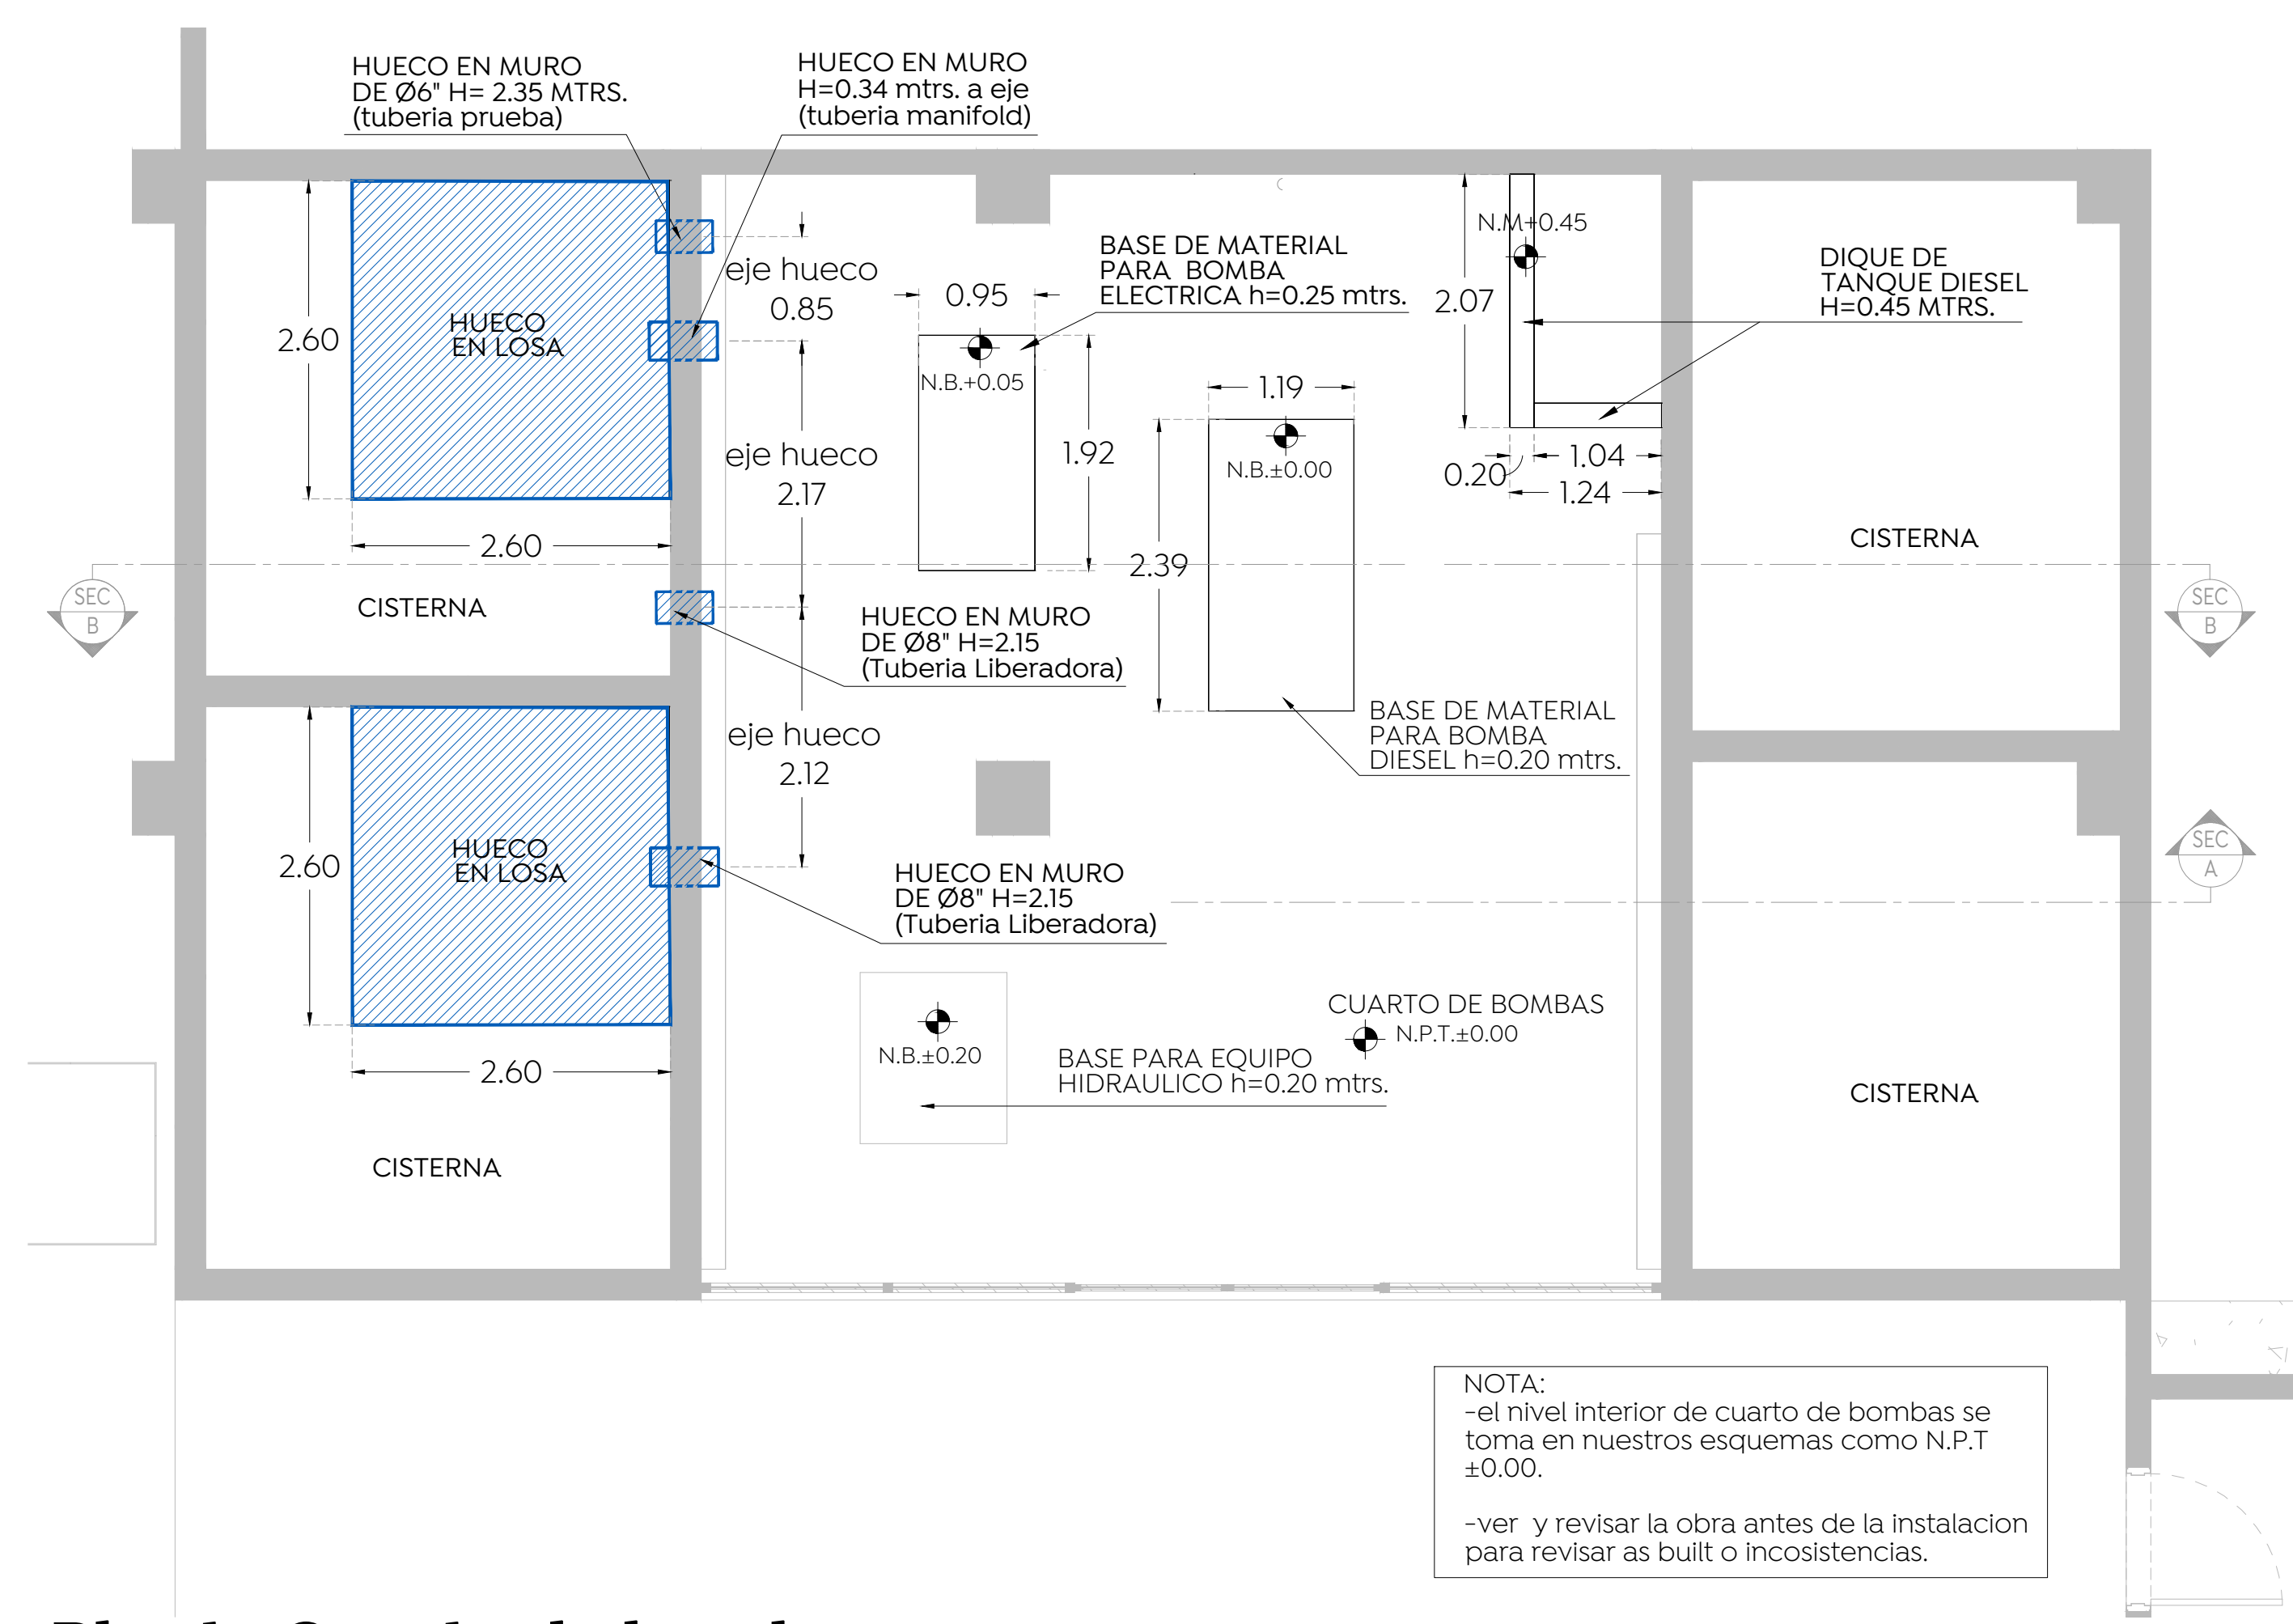 HUECO EN MURO
DE Ø6" H= 2.35 MTRS.
(tuberia prueba)
HUECO EN MURO
H=0.34 mtrs. a eje
(tuberia manifold)
2.60
HUECO
EN LOSA
2.60
CISTERNA
eje hueco
0.85
eje hueco
2.17
eje hueco
2.12
0.95
N.B.+0.05
1.92
BASE DE MATERIAL
PARA BOMBA
ELECTRICA h=0.25 mtrs.
1.19
N.B.±0.00
2.39
2.07
N.M+0.45
DIQUE DE
TANQUE DIESEL
H=0.45 MTRS.
0.20
1.04
1.24
CISTERNA
SEC
B
SEC
B
HUECO EN MURO
DE Ø8" H=2.15
(Tuberia Liberadora)
BASE DE MATERIAL
PARA BOMBA
DIESEL h=0.20 mtrs.
2.60
HUECO
EN LOSA
2.60
CISTERNA
HUECO EN MURO
DE Ø8" H=2.15
(Tuberia Liberadora)
SEC
A
N.B.±0.20
BASE PARA EQUIPO
HIDRAULICO h=0.20 mtrs.
CUARTO DE BOMBAS
N.P.T.±0.00
CISTERNA
NOTA:
-el nivel interior de cuarto de bombas se
toma en nuestros esquemas como N.P.T
±0.00.
-ver y revisar la obra antes de la instalacion
para revisar as built o incosistencias.